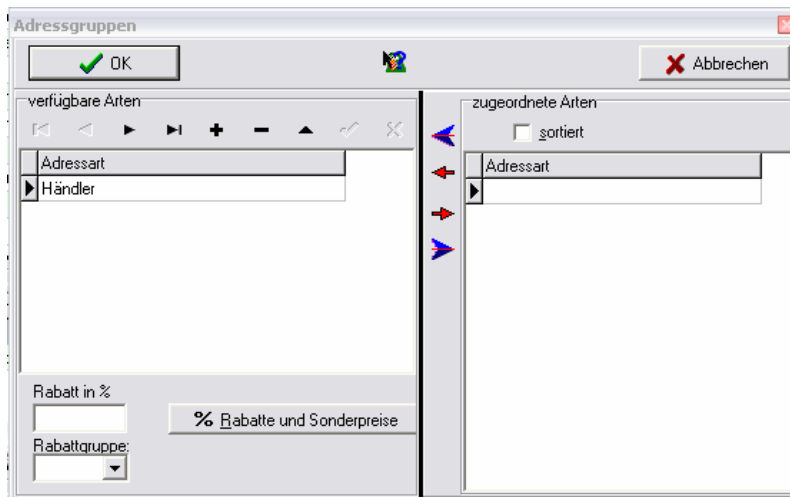 Adressgruppen
OK
Abbrechen
verfügbare Arten
Adressart
Händler
Rabatt in %
% Rabatte und Sonderpreise
Rabattgruppe:
zugeordnete Arten
sortiert
Adressart